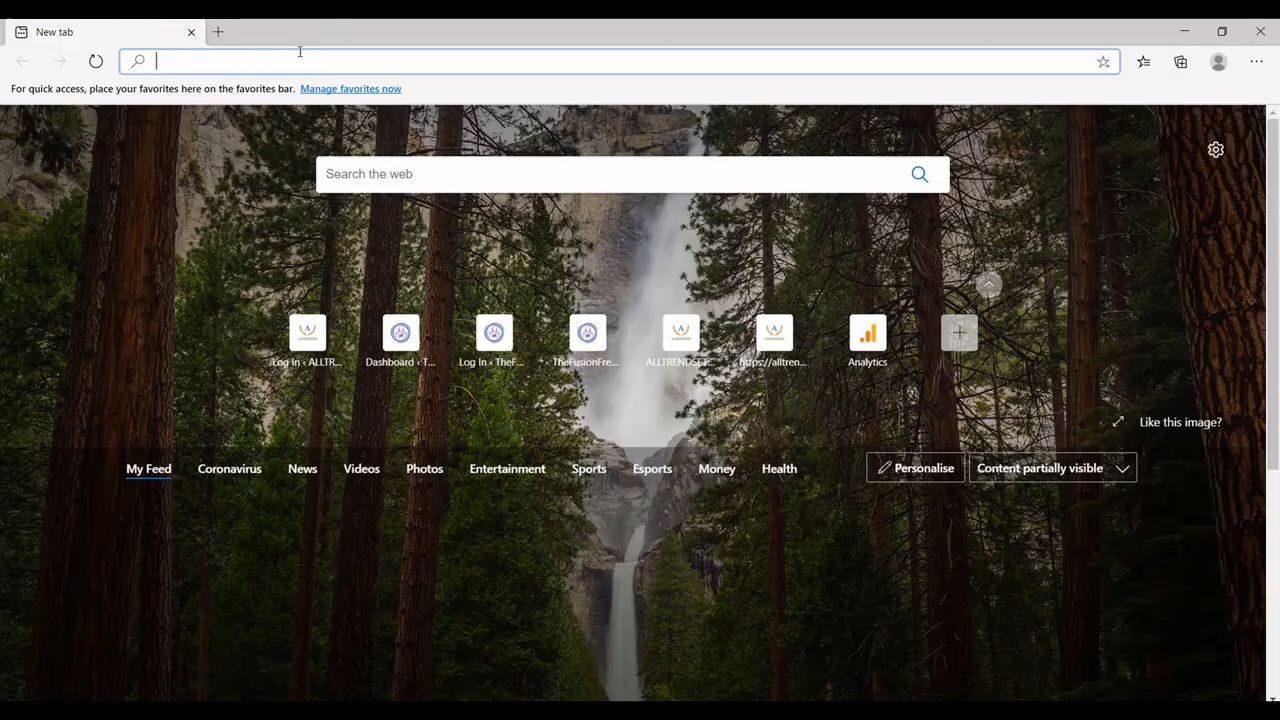 New tab
For quick access, place your favorites here on the favorites bar. Manage favorites now
Search the web
Log In ‹ ALLTR... Dashboard ‹ T... Log In ‹ TheF... TheFusionFre... ALLTRENDSET... https://alltren... Analytics
Like this image?
My Feed Coronavirus News Videos Photos Entertainment Sports Esports Money Health Personalise Content partially visible